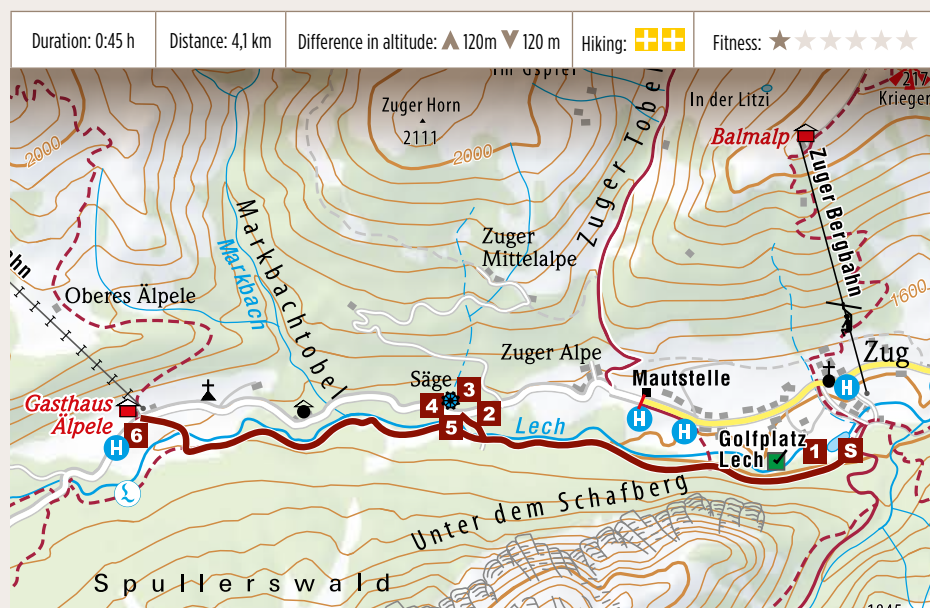 Duration: 0:45 h
Distance: 4,1 km
Difference in altitude: 120m 120 m
Hiking:
Fitness:
Zuger Horn
2111
2000
2000
Zuger Tobel
In der Litzi
217
Krieger
Balmalp
Zuger Bergbahn
Markbachtobel
Markbach
Zuger
Mittelalpe
ahn
Oberes Älpele
1600
Zuger Alpe
Zug
Säge
Mautstelle
H
Gasthaus
Älpele
3
4
2
5
H
H
Lech
H
6
Golfplatz
Lech
1
S
Unter dem Schafberg
Spullerswald